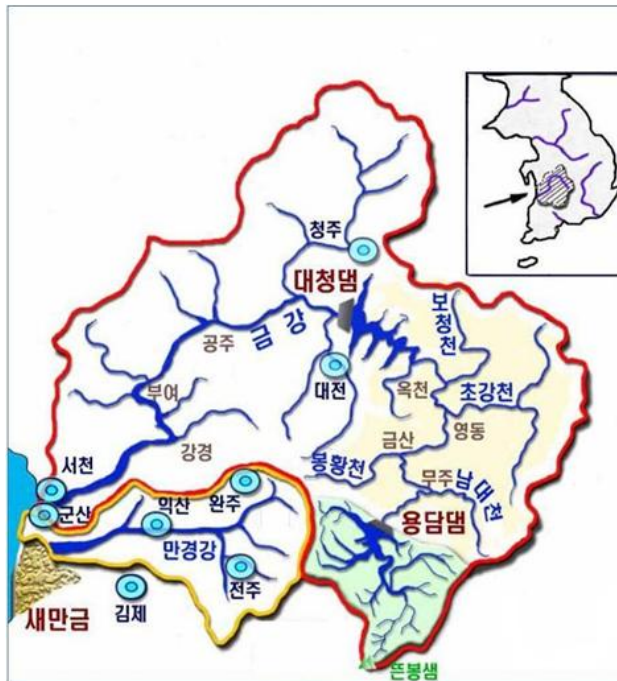 청주
대청댐
보청천
금강
공주
대전
옥천
초강천
부여
강경
금산
영동
봉황천
무주
남대천
서천
군산
익산
완주
용담댐
만경강
전주
김제
새만금
뜬봉샘